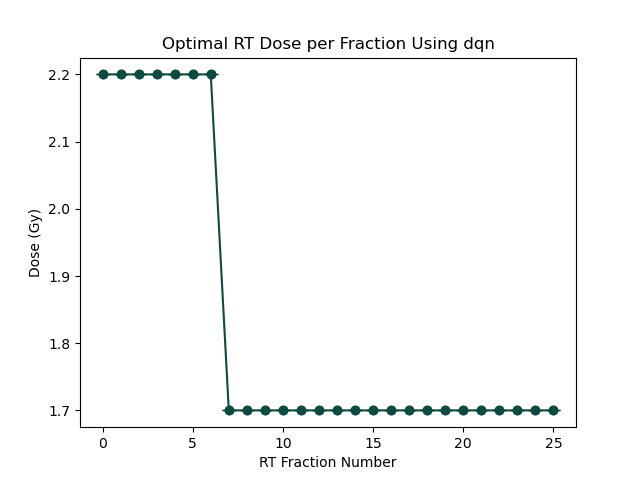 Optimal RT Dose per Fraction Using dqn
Dose (Gy)
2.2
2.1
2.0
1.9
1.8
1.7
0 5 10 15 20 25
RT Fraction Number